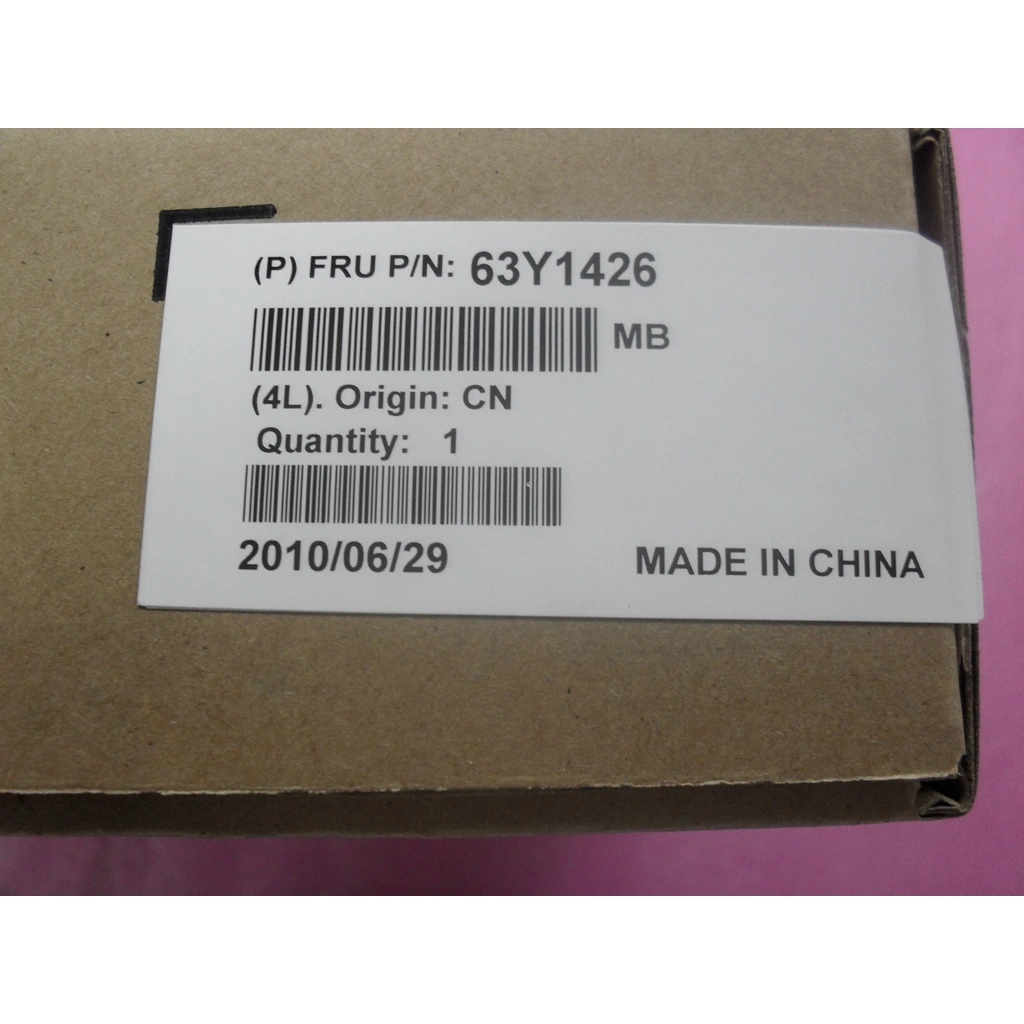 (P) FRU P/N: 63Y1426
MB
(4L). Origin: CN
Quantity: 1
2010/06/29
MADE IN CHINA